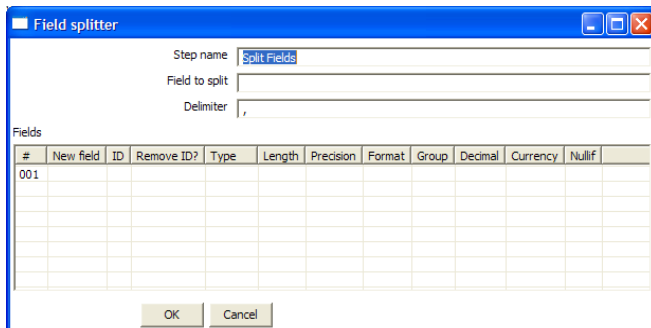 Field splitter
Step name Split Fields
Field to split
Delimiter ,
Fields
# New field ID Remove ID? Type Length Precision Format Group Decimal Currency Nullif
001
OK Cancel